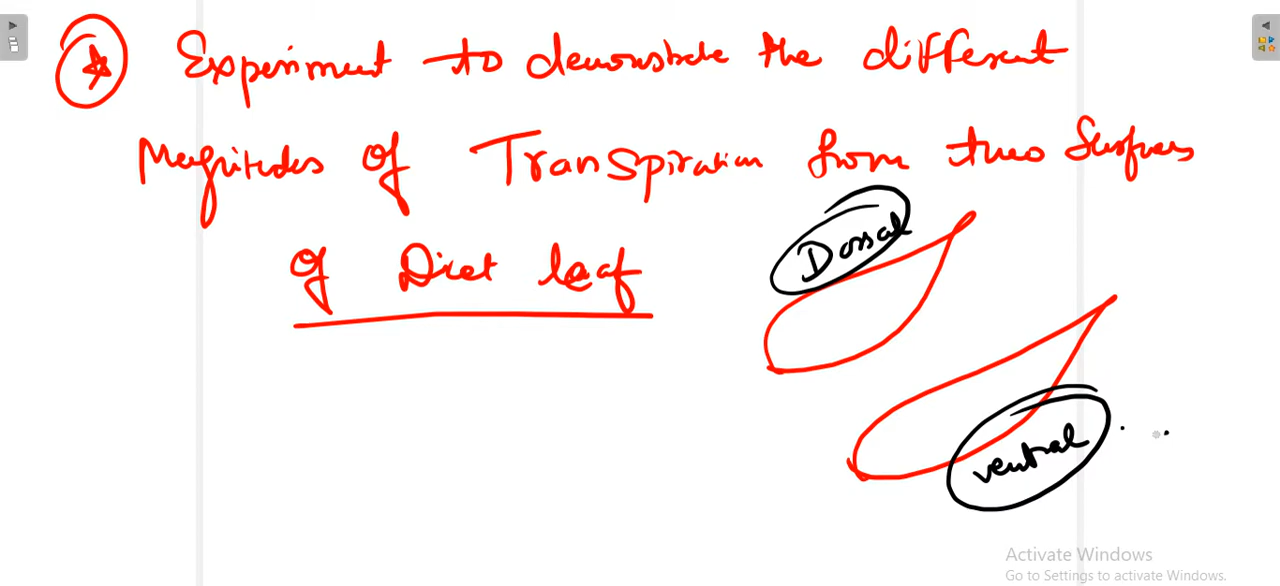 Experiment to demonstrate the different
Magnitudes of Transpiration from two Surfaces
of Dicot leaf
Dorsal
ventral
Activate Windows
Go to Settings to activate Windows.